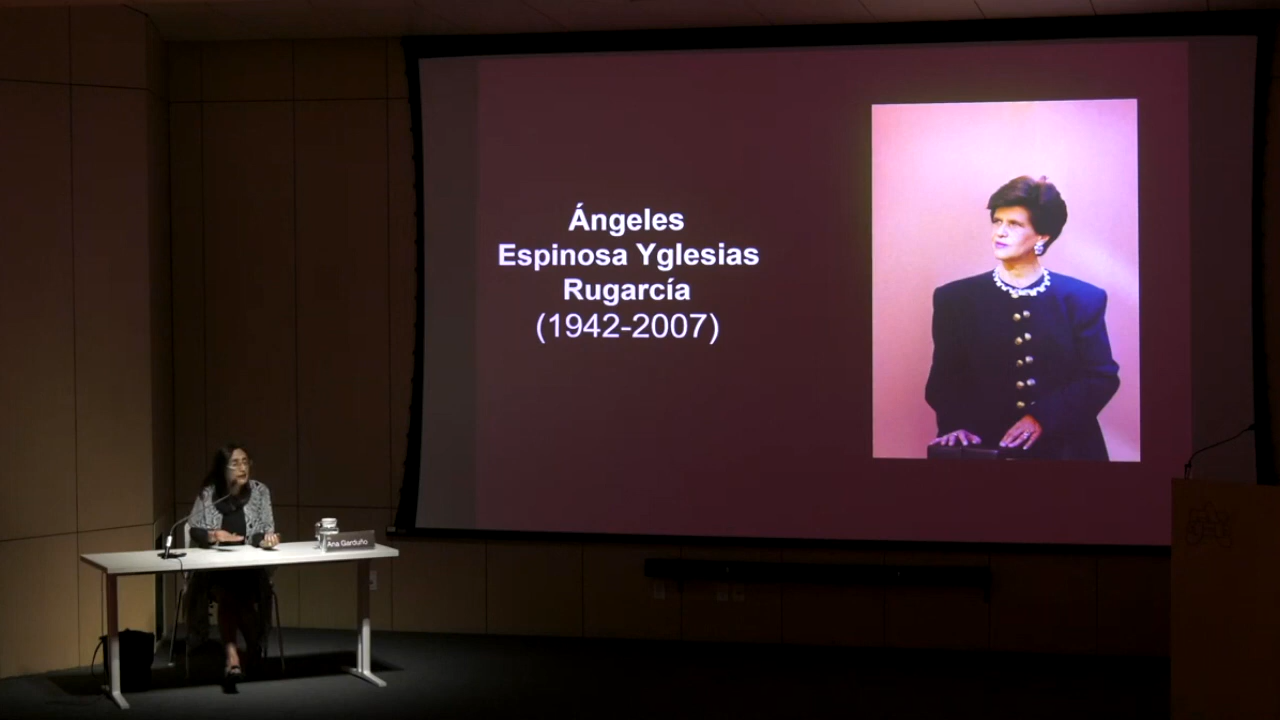 Ángeles
Espinosa Yglesias
Rugarcía
(1942-2007)
Ana Garduño